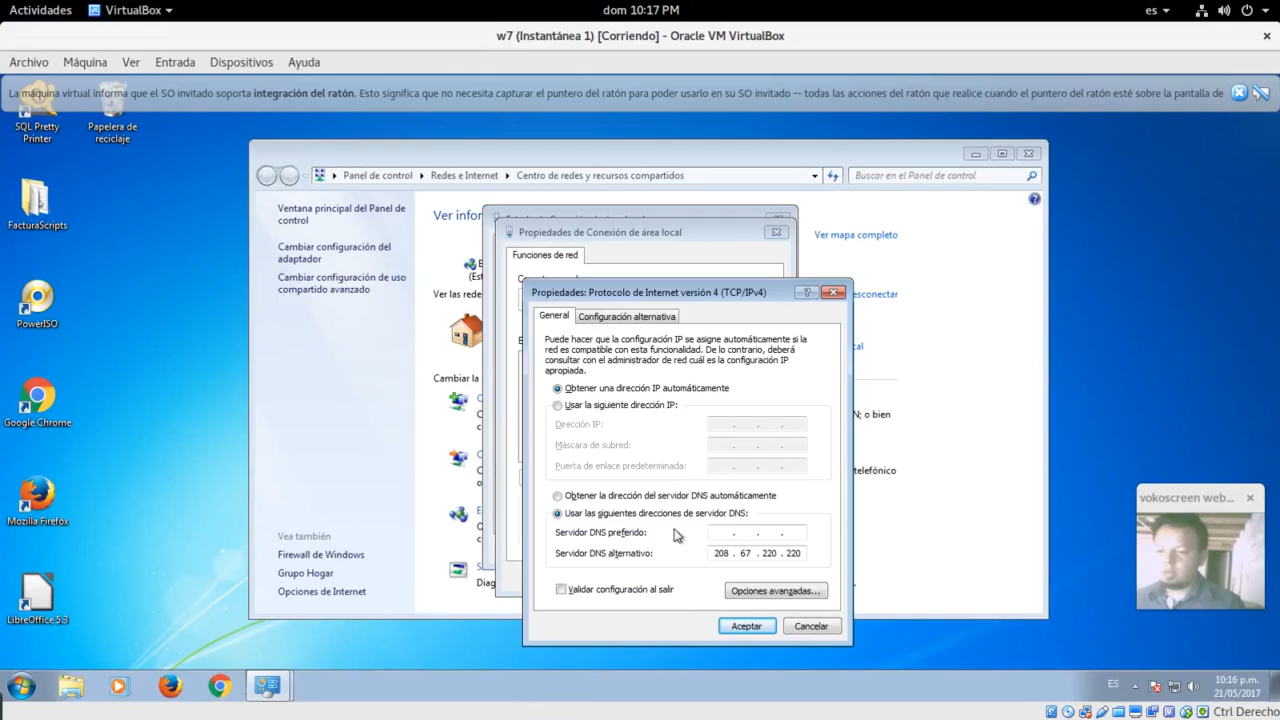 Actividades
VirtualBox
dom 10:17 PM
es
w7 (Instantánea 1) [Corriendo] - Oracle VM VirtualBox
Archivo
Máquina
Ver
Entrada
Dispositivos
Ayuda
La máquina virtual informa que el SO invitado soporta integración del ratón. Esto significa que no necesita capturar el puntero del ratón para poder usarlo en su SO invitado -- todas las acciones del ratón que realice cuando el puntero del ratón esté sobre la pantalla de
SQL Pretty
Printer
Papelera de
reciclaje
FacturaScripts
PowerISO
Google Chrome
Mozilla Firefox
LibreOffice 5.3
Panel de control
Redes e Internet
Centro de redes y recursos compartidos
Buscar en el Panel de control
Ventana principal del Panel de
control
Cambiar configuración del
adaptador
Cambiar configuración de uso
compartido avanzado
Vea también
Firewall de Windows
Grupo Hogar
Opciones de Internet
Ver infor
Ver mapa completo
E
(Est
Ver las rede
esconectar
cal
Cambiar la
N; o bien
telefónico
Diag
Propiedades de Conexión de área local
Funciones de red
Propiedades: Protocolo de Internet versión 4 (TCP/IPv4)
General
Configuración alternativa
Puede hacer que la configuración IP se asigne automáticamente si la
red es compatible con esta funcionalidad. De lo contrario, deberá
consultar con el administrador de red cuál es la configuración IP
apropiada.
Obtener una dirección IP automáticamente
Usar la siguiente dirección IP:
Dirección IP:
Máscara de subred:
Puerta de enlace predeterminada:
Obtener la dirección del servidor DNS automáticamente
Usar las siguientes direcciones de servidor DNS:
Servidor DNS preferido:
Servidor DNS alternativo:
208 . 67 . 220 . 220
Validar configuración al salir
Opciones avanzadas...
Aceptar
Cancelar
vokoscreen web...
ES
10:16 p.m.
21/05/2017
Ctrl Derecho